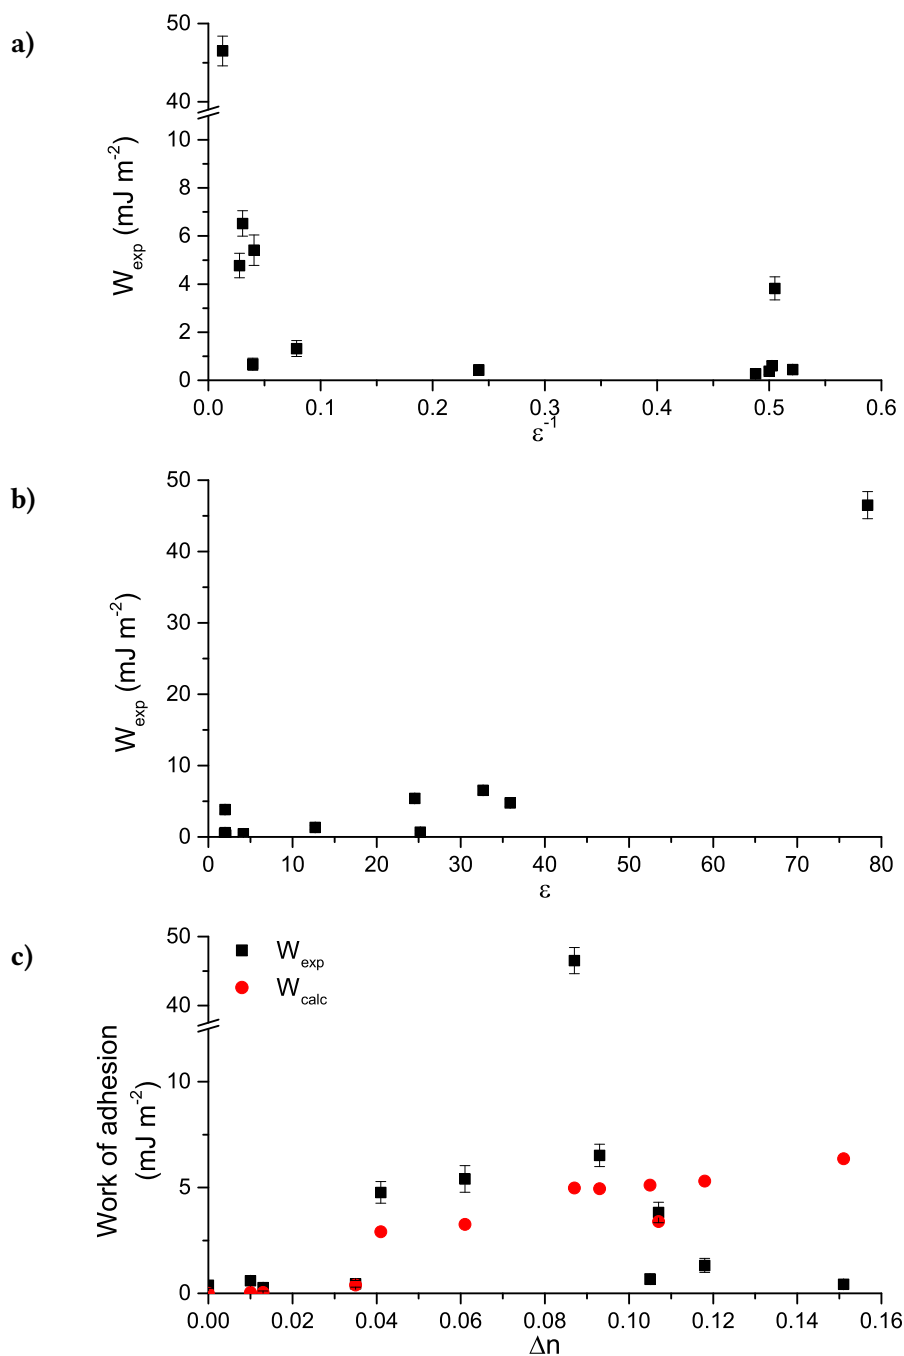 a)
50
40
10
8
6
4
2
0
W_exp (mJ m⁻²)
0.0 0.1 0.2 0.3 0.4 0.5 0.6
ε⁻¹
b)
50
40
30
20
10
0
W_exp (mJ m⁻²)
0 10 20 30 40 50 60 70 80
ε
c)
50
40
10
5
0
W_exp
W_calc
Work of adhesion
(mJ m⁻²)
0.00 0.02 0.04 0.06 0.08 0.10 0.12 0.14 0.16
Δn